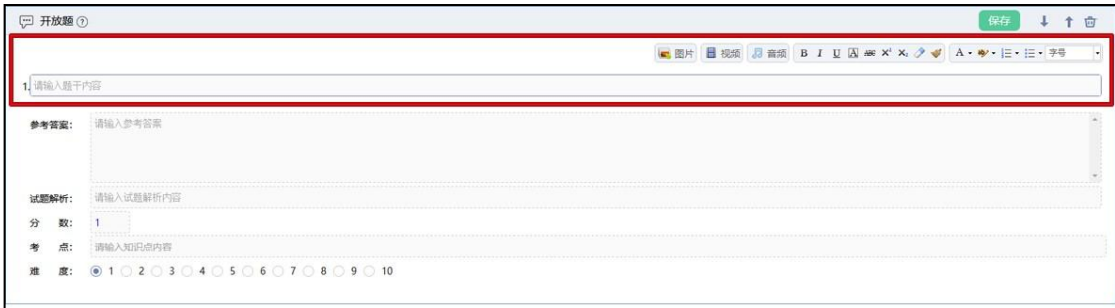 开放题 ? 保存
图片 视频 音频 B I U A ABC X² X₂ A 字号
1. 请输入题干内容
参考答案: 请输入参考答案
试题解析: 请输入试题解析内容
分 数: 1
考 点: 请输入知识点内容
难 度: 1 2 3 4 5 6 7 8 9 10